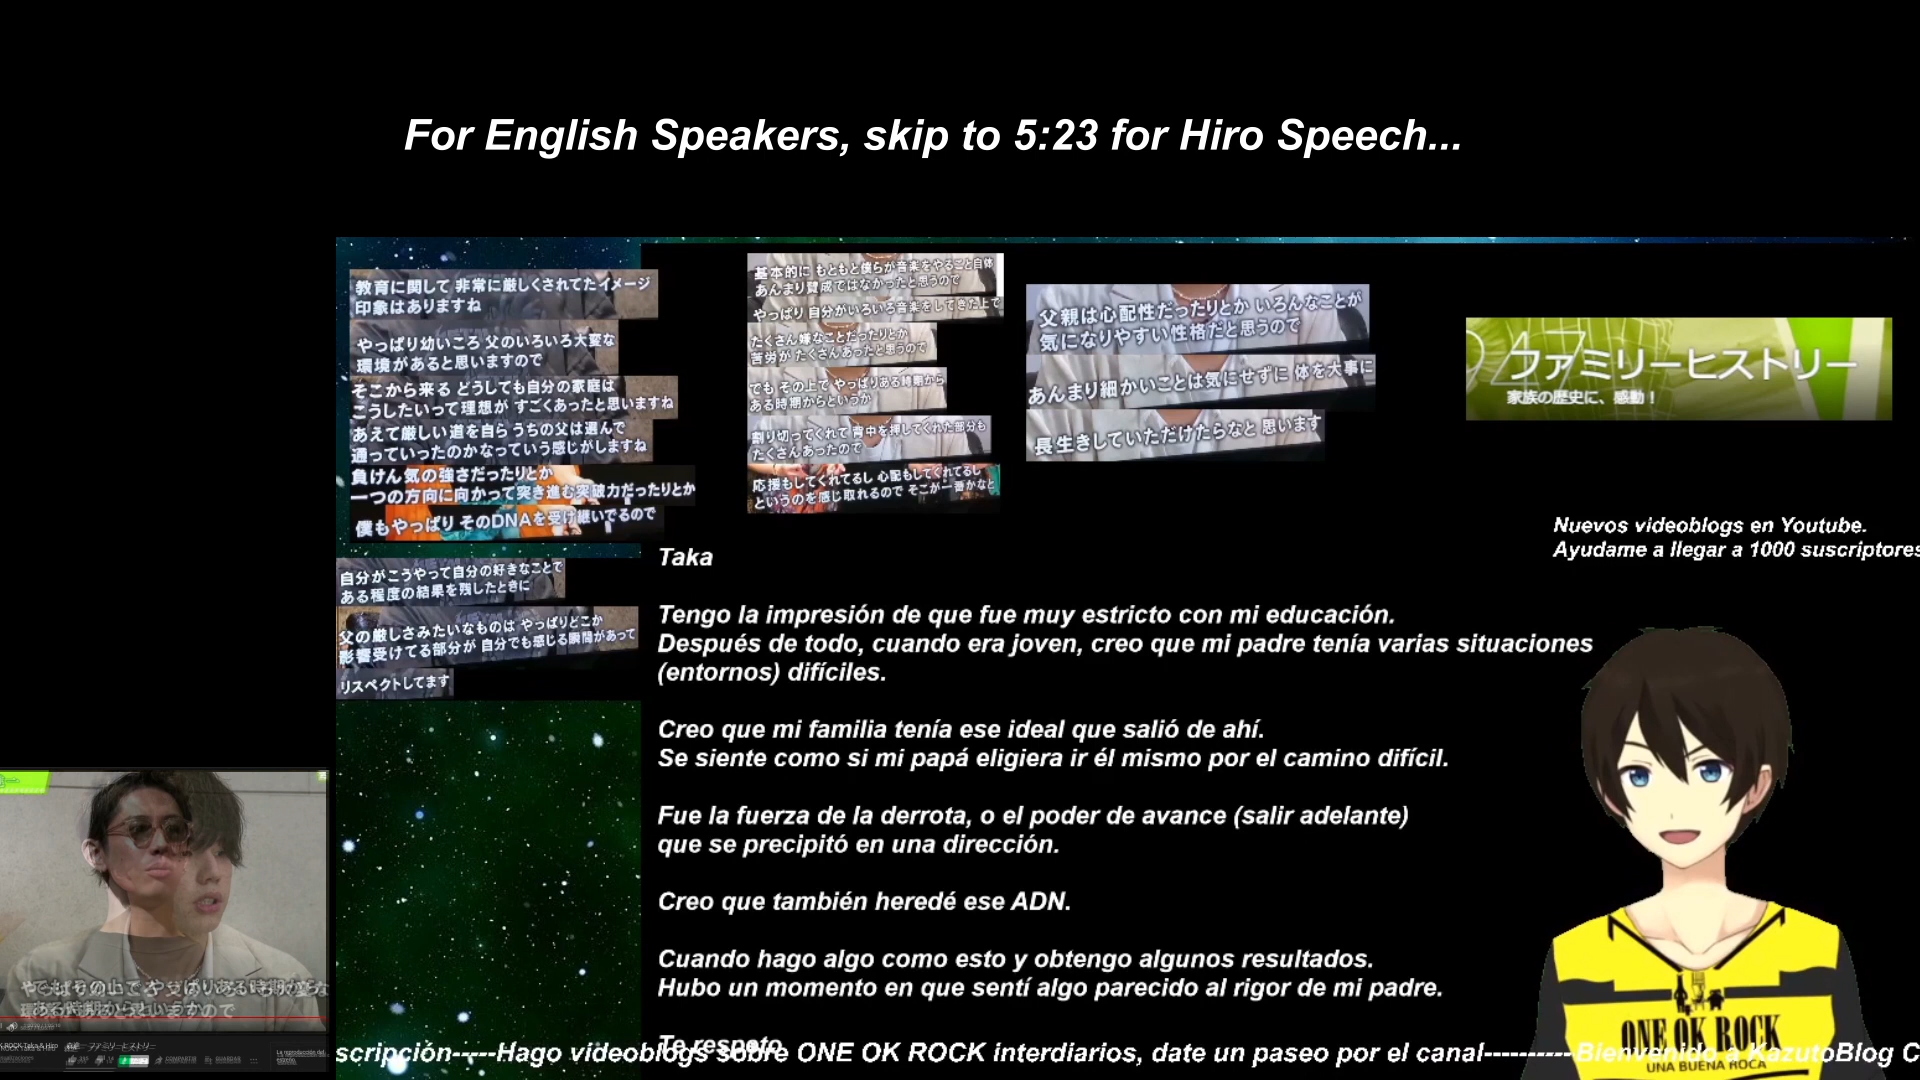 For English Speakers, skip to 5:23 for Hiro Speech...
教育に関して 非常に厳しくされてたイメージ
印象はありますね
やっぱり幼いころ 父のいろいろ大変な
環境があると思いますので
そこから来る どうしても自分の家庭は
こうしたいって理想が すごくあったと思いますね
あえて厳しい道を自ら うちの父は選んで
通っていったのかなっていう感じがしますね
負けん気の強さだったりとか
一つの方向に向かって突き進む突破力だったりとか
僕もやっぱり そのDNAを受け継いでるので
自分がこうやって自分の好きなことで
ある程度の結果を残したときに
父の厳しさみたいなものは やっぱりどこか
影響受けてる部分が 自分でも感じる瞬間があって
リスペクトしてます
基本的に もともと僕らが音楽をやること自体
あんまり賛成ではなかったと思うので
やっぱり 自分がいろいろ音楽をしてきた上で
たくさん嫌なことだったりとか
苦労が たくさんあったと思うので
でも その上で やっぱりある時期から
ある時期からというか
割り切ってくれて 背中を押してくれた部分も
たくさんあったので
応援もしてくれてるし 心配もしてくれてるし
というのを感じ取れるので そこが一番かなと
父親は心配性だったりとか いろんなことが
気になりやすい性格だと思うので
あんまり細かいことは気にせずに 体を大事に
長生きしていただけたらなと 思います
ファミリーヒストリー
家族の歴史に、感動！
Nuevos videoblogs en Youtube.
Ayudame a llegar a 1000 suscriptores
Taka
Tengo la impresión de que fue muy estricto con mi educación.
Después de todo, cuando era joven, creo que mi padre tenía varias situaciones
(entornos) difíciles.
Creo que mi familia tenía ese ideal que salió de ahí.
Se siente como si mi papá eligiera ir él mismo por el camino difícil.
Fue la fuerza de la derrota, o el poder de avance (salir adelante)
que se precipitó en una dirección.
Creo que también heredé ese ADN.
Cuando hago algo como esto y obtengo algunos resultados.
Hubo un momento en que sentí algo parecido al rigor de mi padre.
Te respeto
ONE OK ROCK
UNA BUENA ROCA
scripción-----Hago videoblogs sobre ONE OK ROCK interdiarios, date un paseo por el canal----------Bienvenido a KazutoBlog C